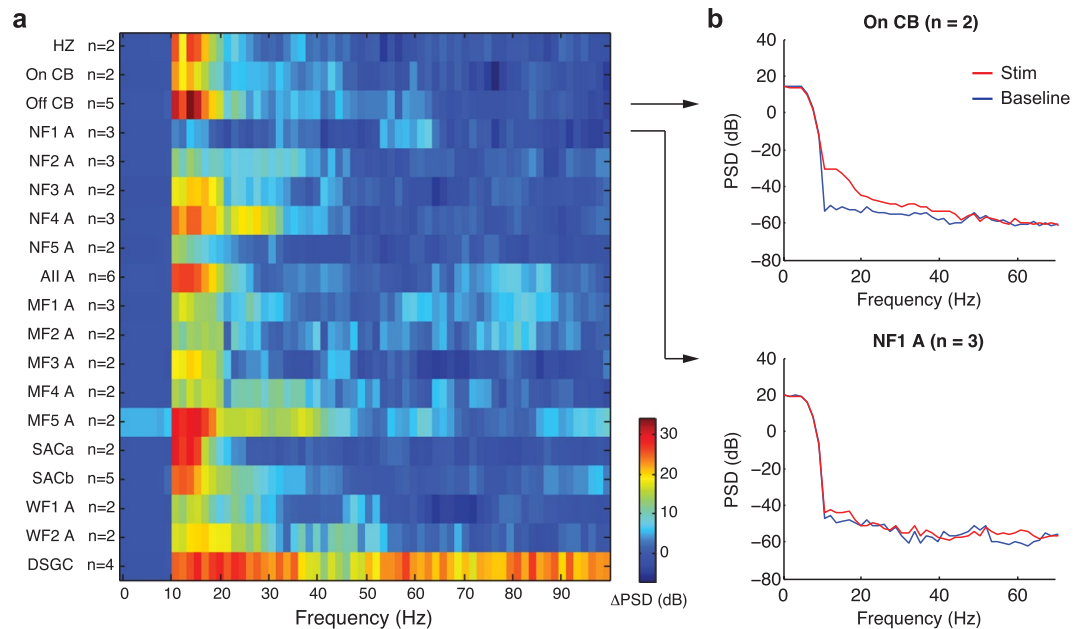 a
HZ n=2
On CB n=2
Off CB n=5
NF1 A n=3
NF2 A n=3
NF3 A n=2
NF4 A n=3
NF5 A n=2
AII A n=6
MF1 A n=3
MF2 A n=2
MF3 A n=2
MF4 A n=2
MF5 A n=2
SACa n=2
SACb n=5
WF1 A n=2
WF2 A n=2
DSGC n=4
0 10 20 30 40 50 60 70 80 90
Frequency (Hz)
30
20
10
0
ΔPSD (dB)
b
On CB (n = 2)
40
20
0
−20
−40
−60
−80
PSD (dB)
Stim
Baseline
0 20 40 60
Frequency (Hz)
NF1 A (n = 3)
40
20
0
−20
−40
−60
−80
PSD (dB)
0 20 40 60
Frequency (Hz)